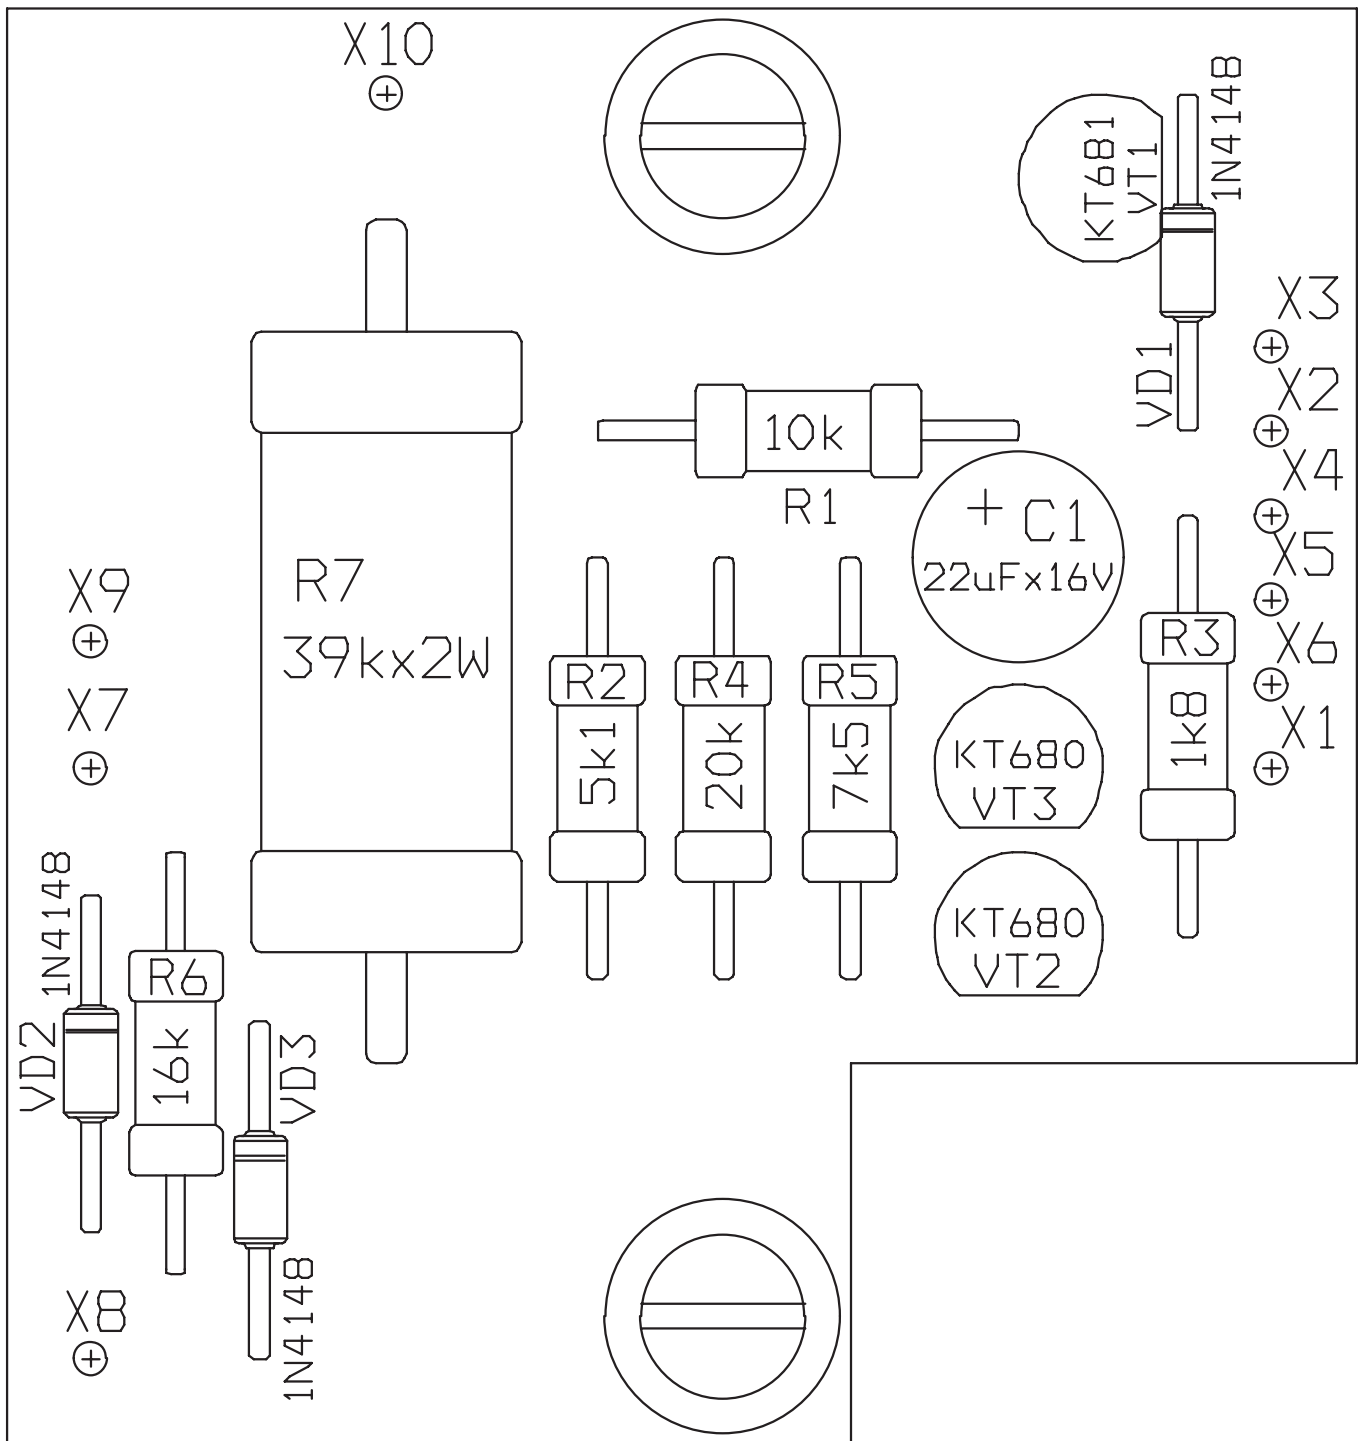 X10
KT681
VT1
1N4148
X3
VD1
X2
10k
R1
X4
+ C1
22uFx16V
X5
R7
39kx2W
X9
X6
R3
1k8
R2
5k1
R4
20k
R5
7k5
X7
X1
KT680
VT3
KT680
VT2
1N4148
VD2
R6
16k
VD3
1N4148
X8